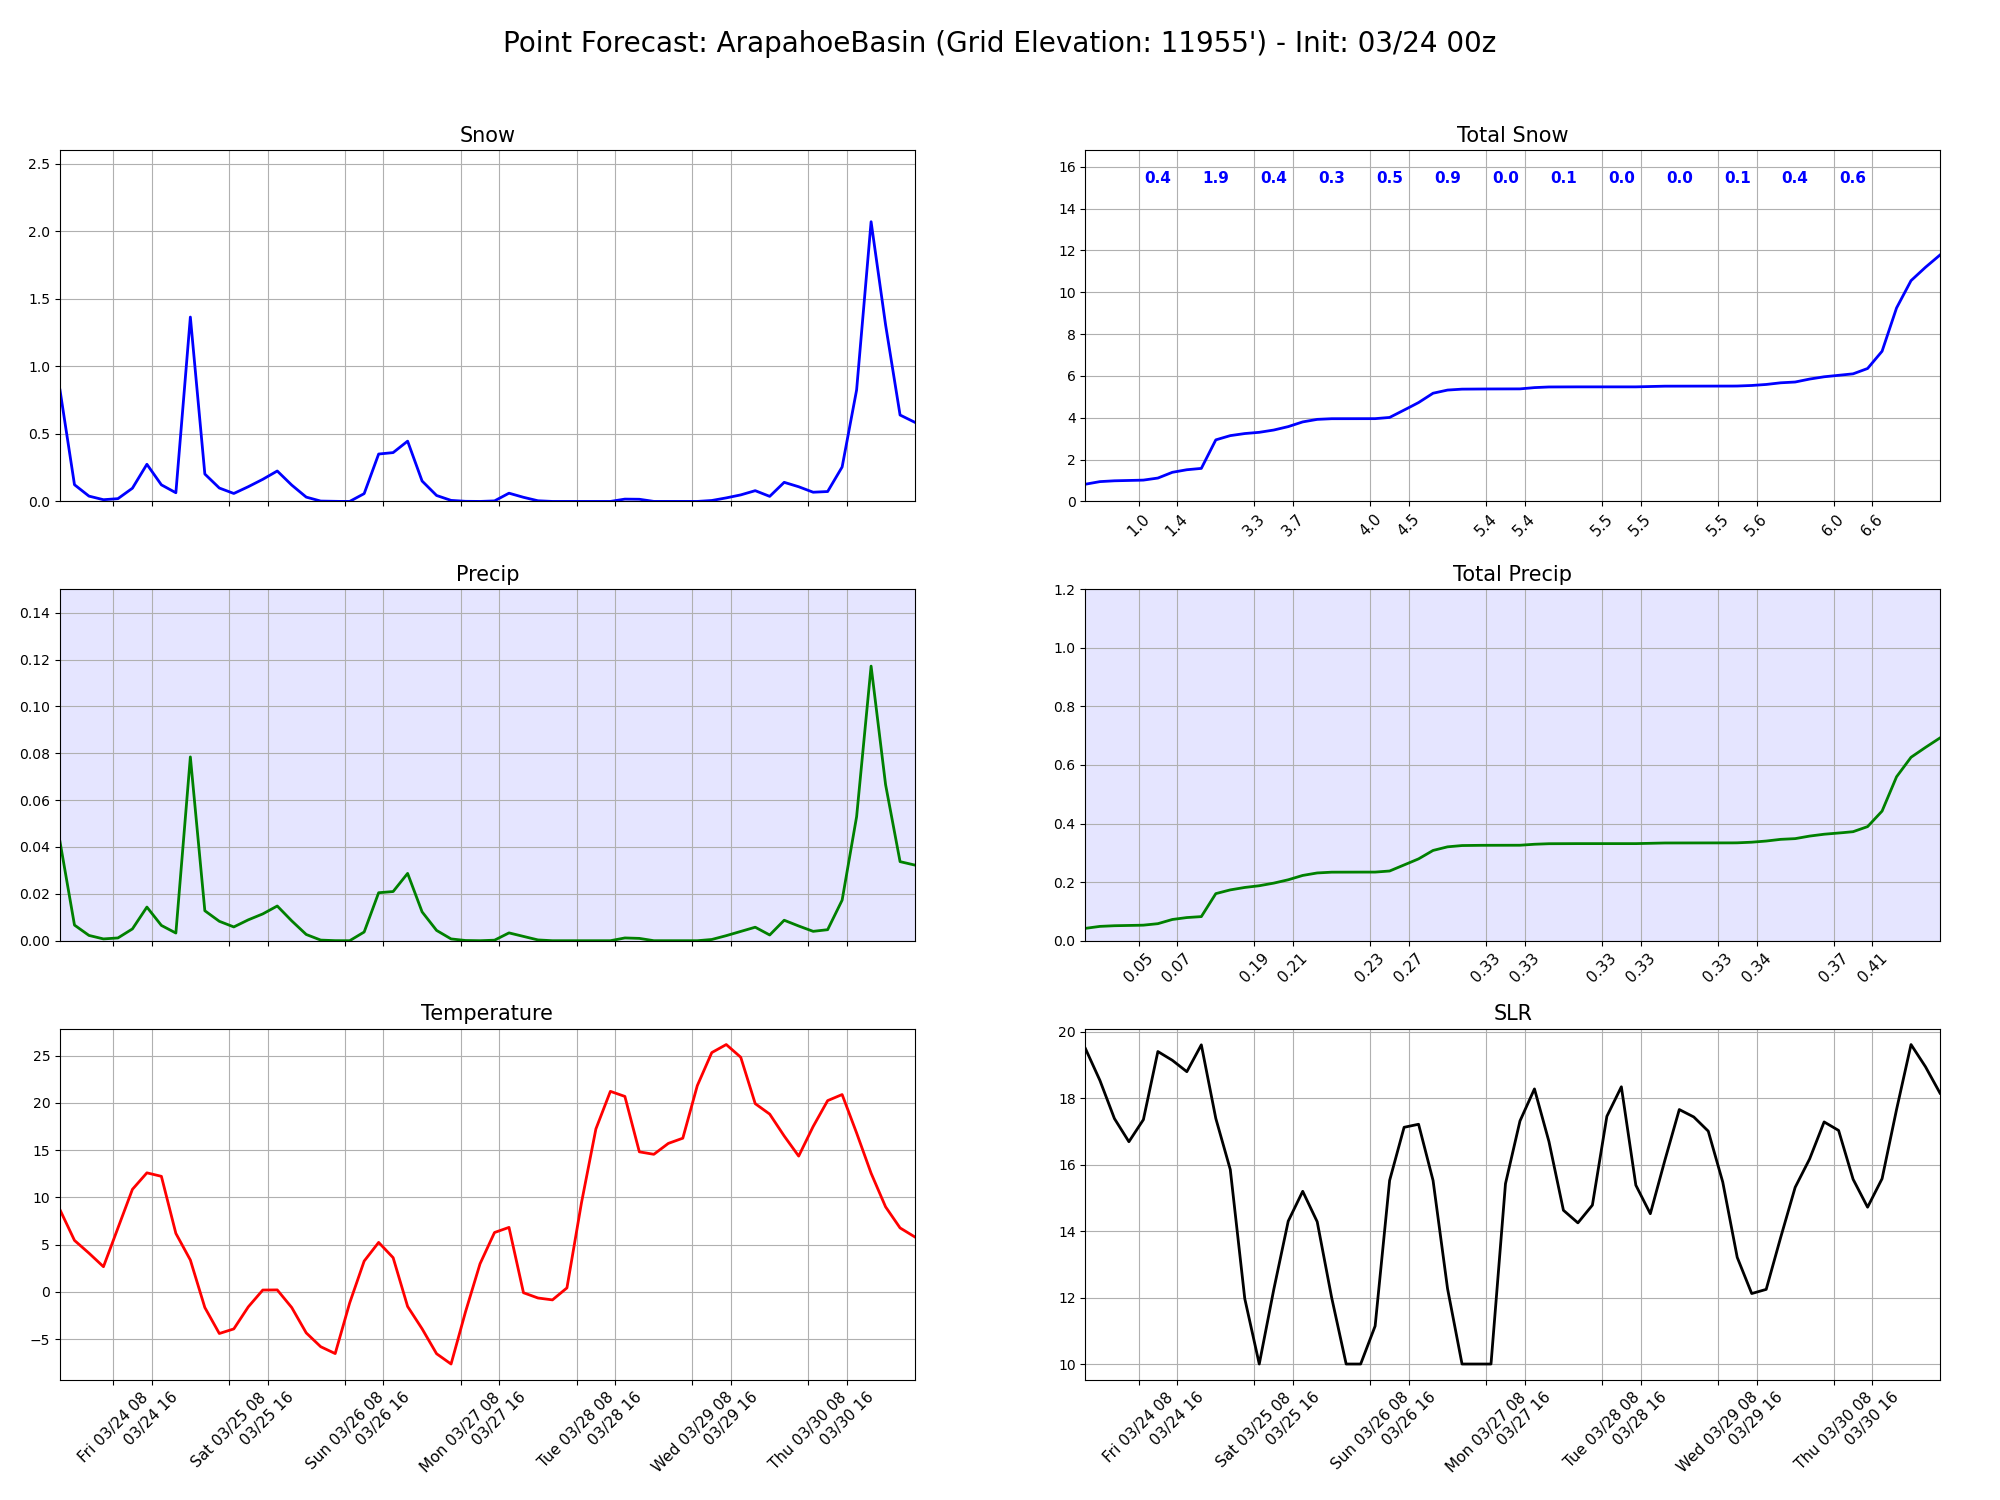 Point Forecast: ArapahoeBasin (Grid Elevation: 11955') - Init: 03/24 00z
Snow
2.5
2.0
1.5
1.0
0.5
0.0
Total Snow
16
14
12
10
8
6
4
2
0
0.4 1.9 0.4 0.3 0.5 0.9 0.0 0.1 0.0 0.0 0.1 0.4 0.6
1.0 1.4 3.3 3.7 4.0 4.5 5.4 5.4 5.5 5.5 5.5 5.6 6.0 6.6
Precip
0.14
0.12
0.10
0.08
0.06
0.04
0.02
0.00
Total Precip
1.2
1.0
0.8
0.6
0.4
0.2
0.0
0.05 0.07 0.19 0.21 0.23 0.27 0.33 0.33 0.33 0.33 0.33 0.34 0.37 0.41
Temperature
25
20
15
10
5
0
−5
Fri 03/24 08
03/24 16
Sat 03/25 08
03/25 16
Sun 03/26 08
03/26 16
Mon 03/27 08
03/27 16
Tue 03/28 08
03/28 16
Wed 03/29 08
03/29 16
Thu 03/30 08
03/30 16
SLR
20
18
16
14
12
10
Fri 03/24 08
03/24 16
Sat 03/25 08
03/25 16
Sun 03/26 08
03/26 16
Mon 03/27 08
03/27 16
Tue 03/28 08
03/28 16
Wed 03/29 08
03/29 16
Thu 03/30 08
03/30 16